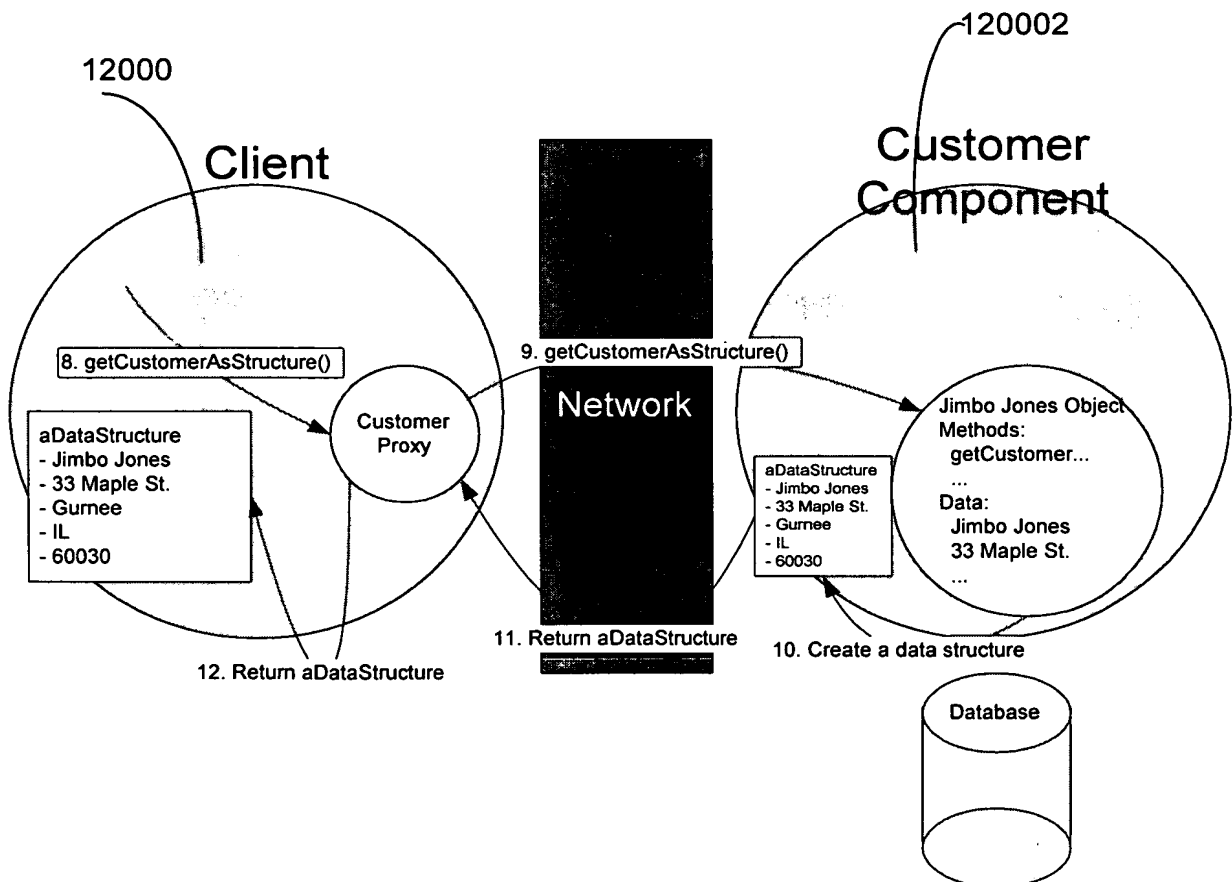 12000
120002
Client
Customer
Component
8. getCustomerAsStructure()
9. getCustomerAsStructure()
Network
Customer
Proxy
aDataStructure
- Jimbo Jones
- 33 Maple St.
- Gurnee
- IL
- 60030
aDataStructure
- Jimbo Jones
- 33 Maple St.
- Gurnee
- IL
- 60030
Jimbo Jones Object
Methods:
getCustomer...
...
Data:
Jimbo Jones
33 Maple St.
...
11. Return aDataStructure
10. Create a data structure
12. Return aDataStructure
Database